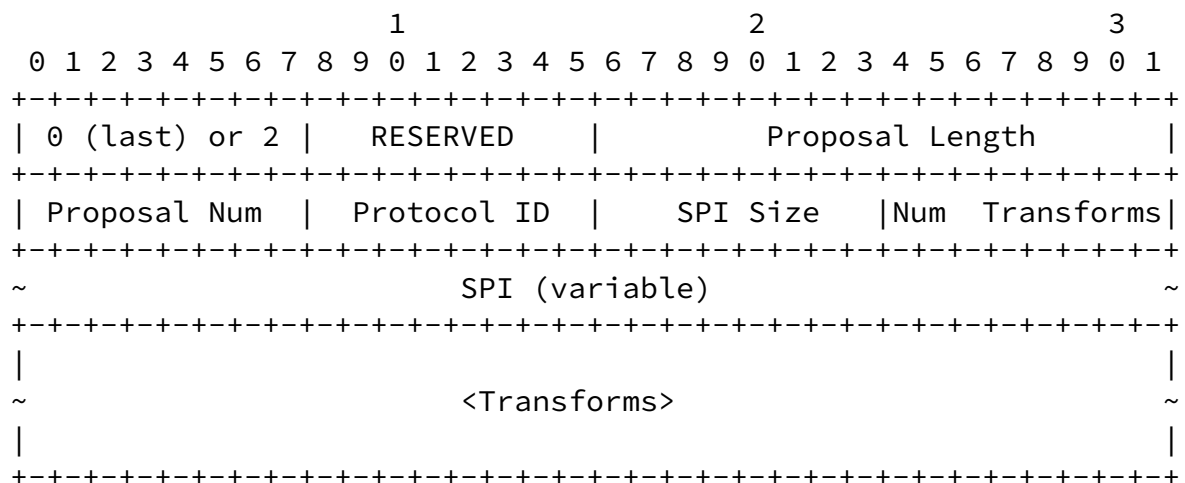 1                   2                   3
 0 1 2 3 4 5 6 7 8 9 0 1 2 3 4 5 6 7 8 9 0 1 2 3 4 5 6 7 8 9 0 1
+-+-+-+-+-+-+-+-+-+-+-+-+-+-+-+-+-+-+-+-+-+-+-+-+-+-+-+-+-+-+-+-+
| 0 (last) or 2 |   RESERVED    |         Proposal Length       |
+-+-+-+-+-+-+-+-+-+-+-+-+-+-+-+-+-+-+-+-+-+-+-+-+-+-+-+-+-+-+-+-+
| Proposal Num  |  Protocol ID  |    SPI Size   |Num  Transforms|
+-+-+-+-+-+-+-+-+-+-+-+-+-+-+-+-+-+-+-+-+-+-+-+-+-+-+-+-+-+-+-+-+
~                        SPI (variable)                         ~
+-+-+-+-+-+-+-+-+-+-+-+-+-+-+-+-+-+-+-+-+-+-+-+-+-+-+-+-+-+-+-+-+
|                                                               |
~                        <Transforms>                           ~
|                                                               |
+-+-+-+-+-+-+-+-+-+-+-+-+-+-+-+-+-+-+-+-+-+-+-+-+-+-+-+-+-+-+-+-+